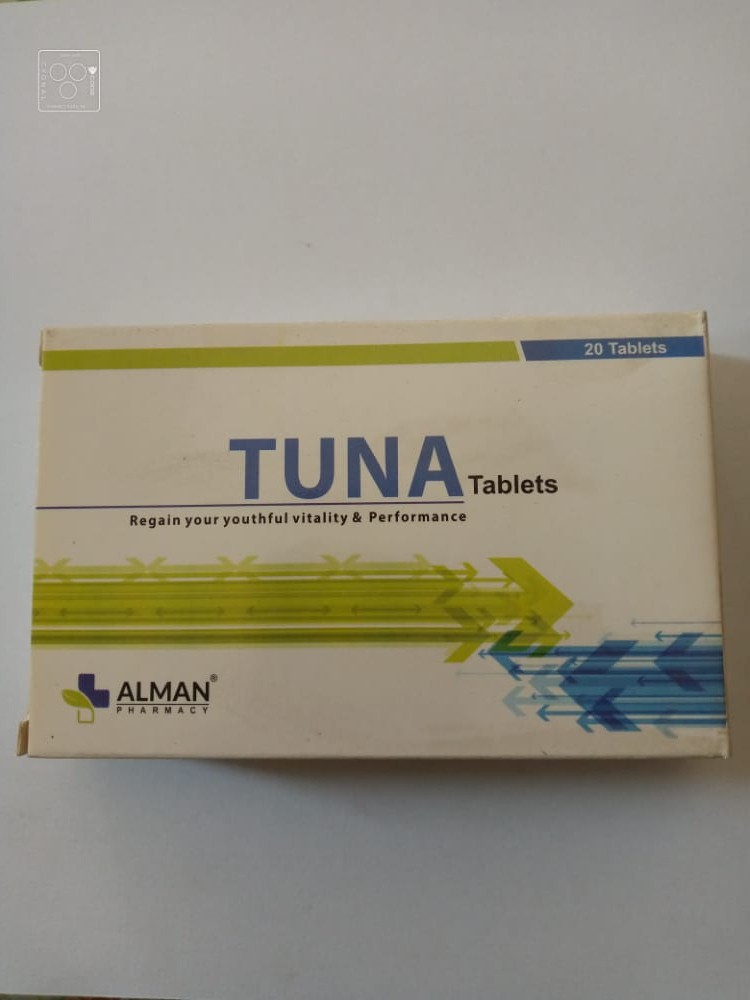 20 Tablets
TUNA Tablets
Regain your youthful vitality & Performance
ALMAN®
PHARMACY